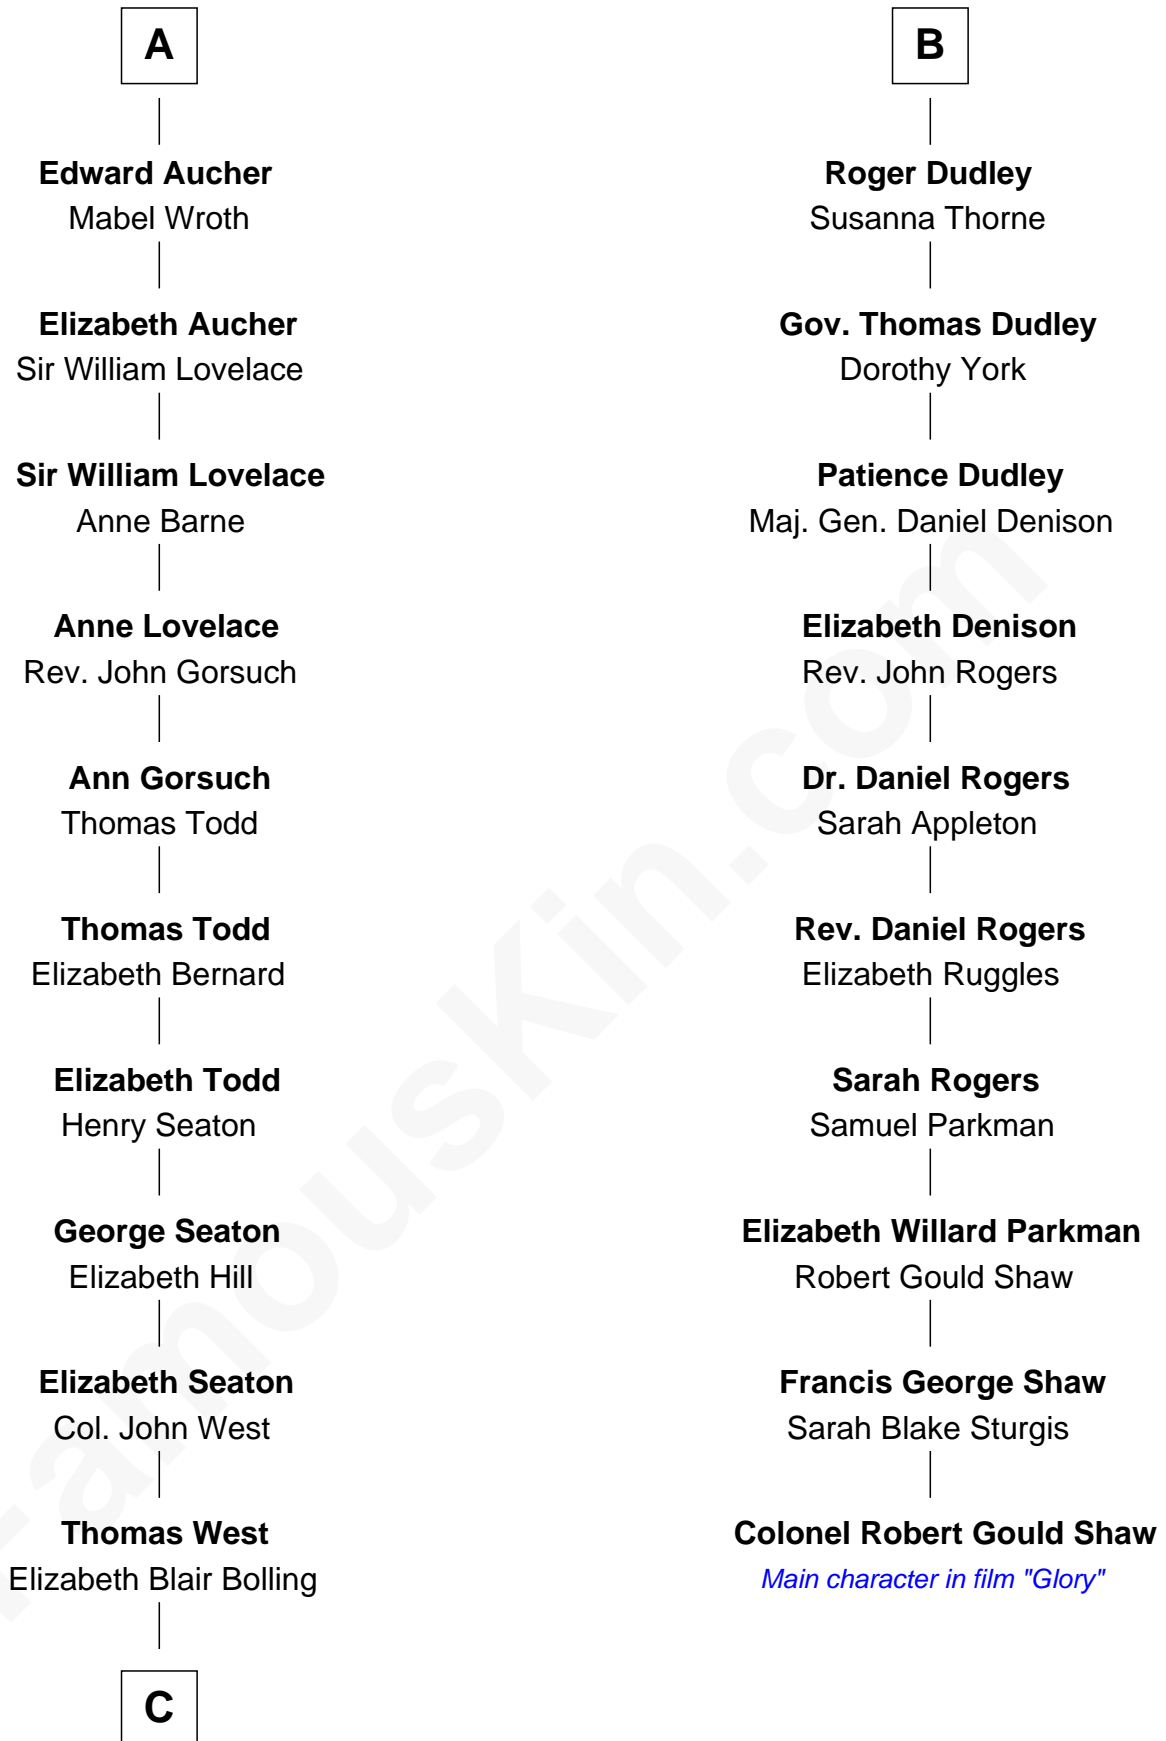 A
Edward Aucher
Mabel Wroth
Elizabeth Aucher
Sir William Lovelace
Sir William Lovelace
Anne Barne
Anne Lovelace
Rev. John Gorsuch
Ann Gorsuch
Thomas Todd
Thomas Todd
Elizabeth Bernard
Elizabeth Todd
Henry Seaton
George Seaton
Elizabeth Hill
Elizabeth Seaton
Col. John West
Thomas West
Elizabeth Blair Bolling
C
B
Roger Dudley
Susanna Thorne
Gov. Thomas Dudley
Dorothy York
Patience Dudley
Maj. Gen. Daniel Denison
Elizabeth Denison
Rev. John Rogers
Dr. Daniel Rogers
Sarah Appleton
Rev. Daniel Rogers
Elizabeth Ruggles
Sarah Rogers
Samuel Parkman
Elizabeth Willard Parkman
Robert Gould Shaw
Francis George Shaw
Sarah Blake Sturgis
Colonel Robert Gould Shaw
Main character in film "Glory"
FamousKin.com